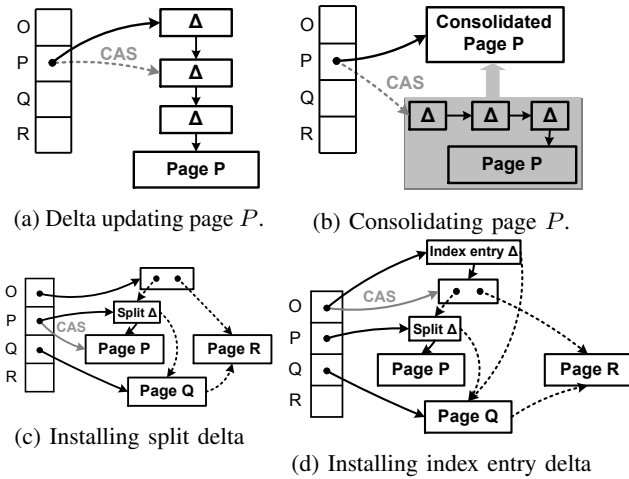 O
P
Q
R
CAS
Δ
Δ
Δ
Page P
(a) Delta updating page P.
O
P
Q
R
CAS
Consolidated
Page P
Δ Δ Δ
Page P
(b) Consolidating page P.
O
P
Q
R
CAS
Split Δ
Page P
Page R
Page Q
(c) Installing split delta
O
P
Q
R
Index entry Δ
CAS
Split Δ
Page P
Page R
Page Q
(d) Installing index entry delta